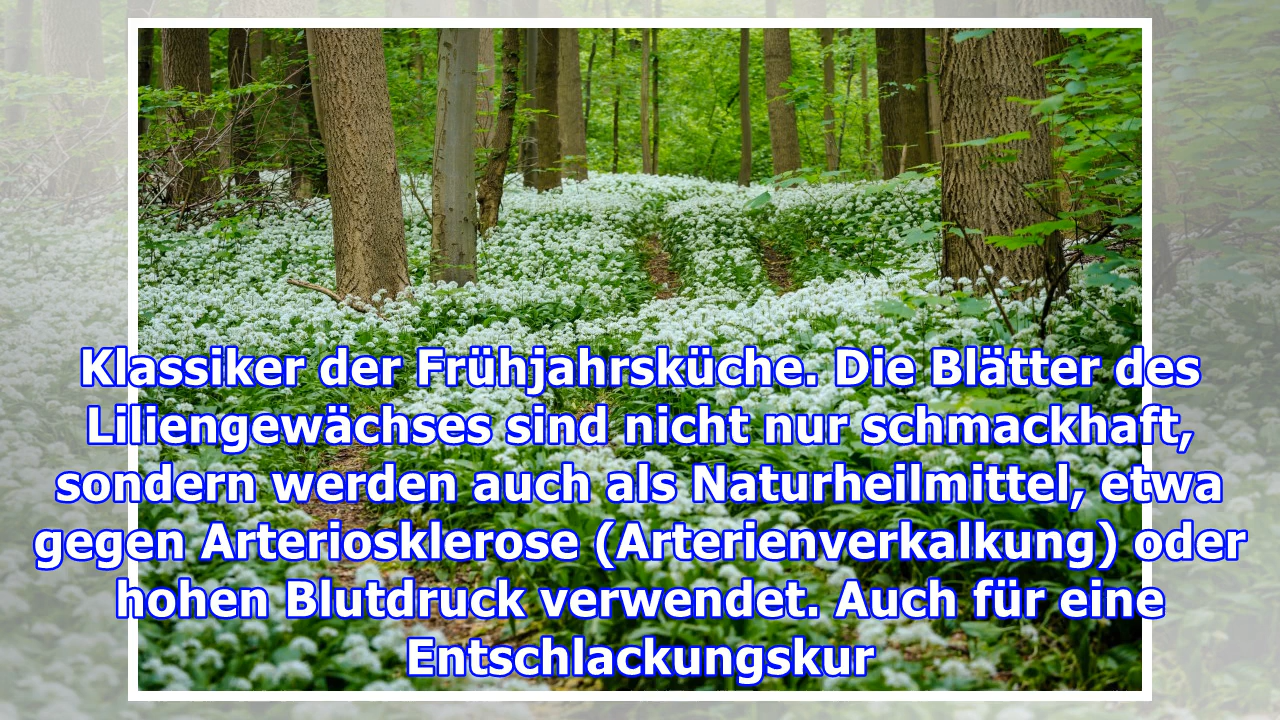 Klassiker der Frühjahrsküche. Die Blätter des
Liliengewächses sind nicht nur schmackhaft,
sondern werden auch als Naturheilmittel, etwa
gegen Arteriosklerose (Arterienverkalkung) oder
hohen Blutdruck verwendet. Auch für eine
Entschlackungskur